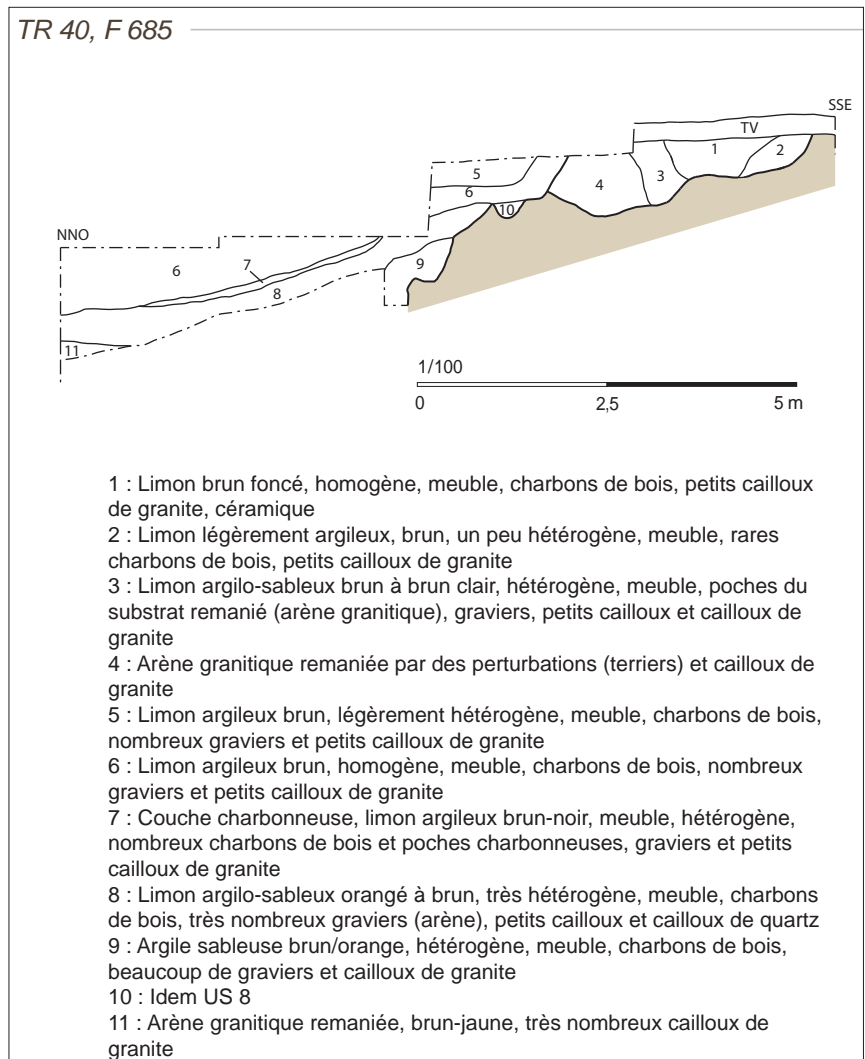 TR 40, F 685
SSE
TV
1
2
5
3
4
6
10
NNO
7
6
9
8
11
1/100
0
2,5
5 m
1 : Limon brun foncé, homogène, meuble, charbons de bois, petits cailloux
de granite, céramique
2 : Limon légèrement argileux, brun, un peu hétérogène, meuble, rares
charbons de bois, petits cailloux de granite
3 : Limon argilo-sableux brun à brun clair, hétérogène, meuble, poches du
substrat remanié (arène granitique), graviers, petits cailloux et cailloux de
granite
4 : Arène granitique remaniée par des perturbations (terriers) et cailloux de
granite
5 : Limon argileux brun, légèrement hétérogène, meuble, charbons de bois,
nombreux graviers et petits cailloux de granite
6 : Limon argileux brun, homogène, meuble, charbons de bois, nombreux
graviers et petits cailloux de granite
7 : Couche charbonneuse, limon argileux brun-noir, meuble, hétérogène,
nombreux charbons de bois et poches charbonneuses, graviers et petits
cailloux de granite
8 : Limon argilo-sableux orangé à brun, très hétérogène, meuble, charbons
de bois, très nombreux graviers (arène), petits cailloux et cailloux de quartz
9 : Argile sableuse brun/orange, hétérogène, meuble, charbons de bois,
beaucoup de graviers et cailloux de granite
10 : Idem US 8
11 : Arène granitique remaniée, brun-jaune, très nombreux cailloux de
granite